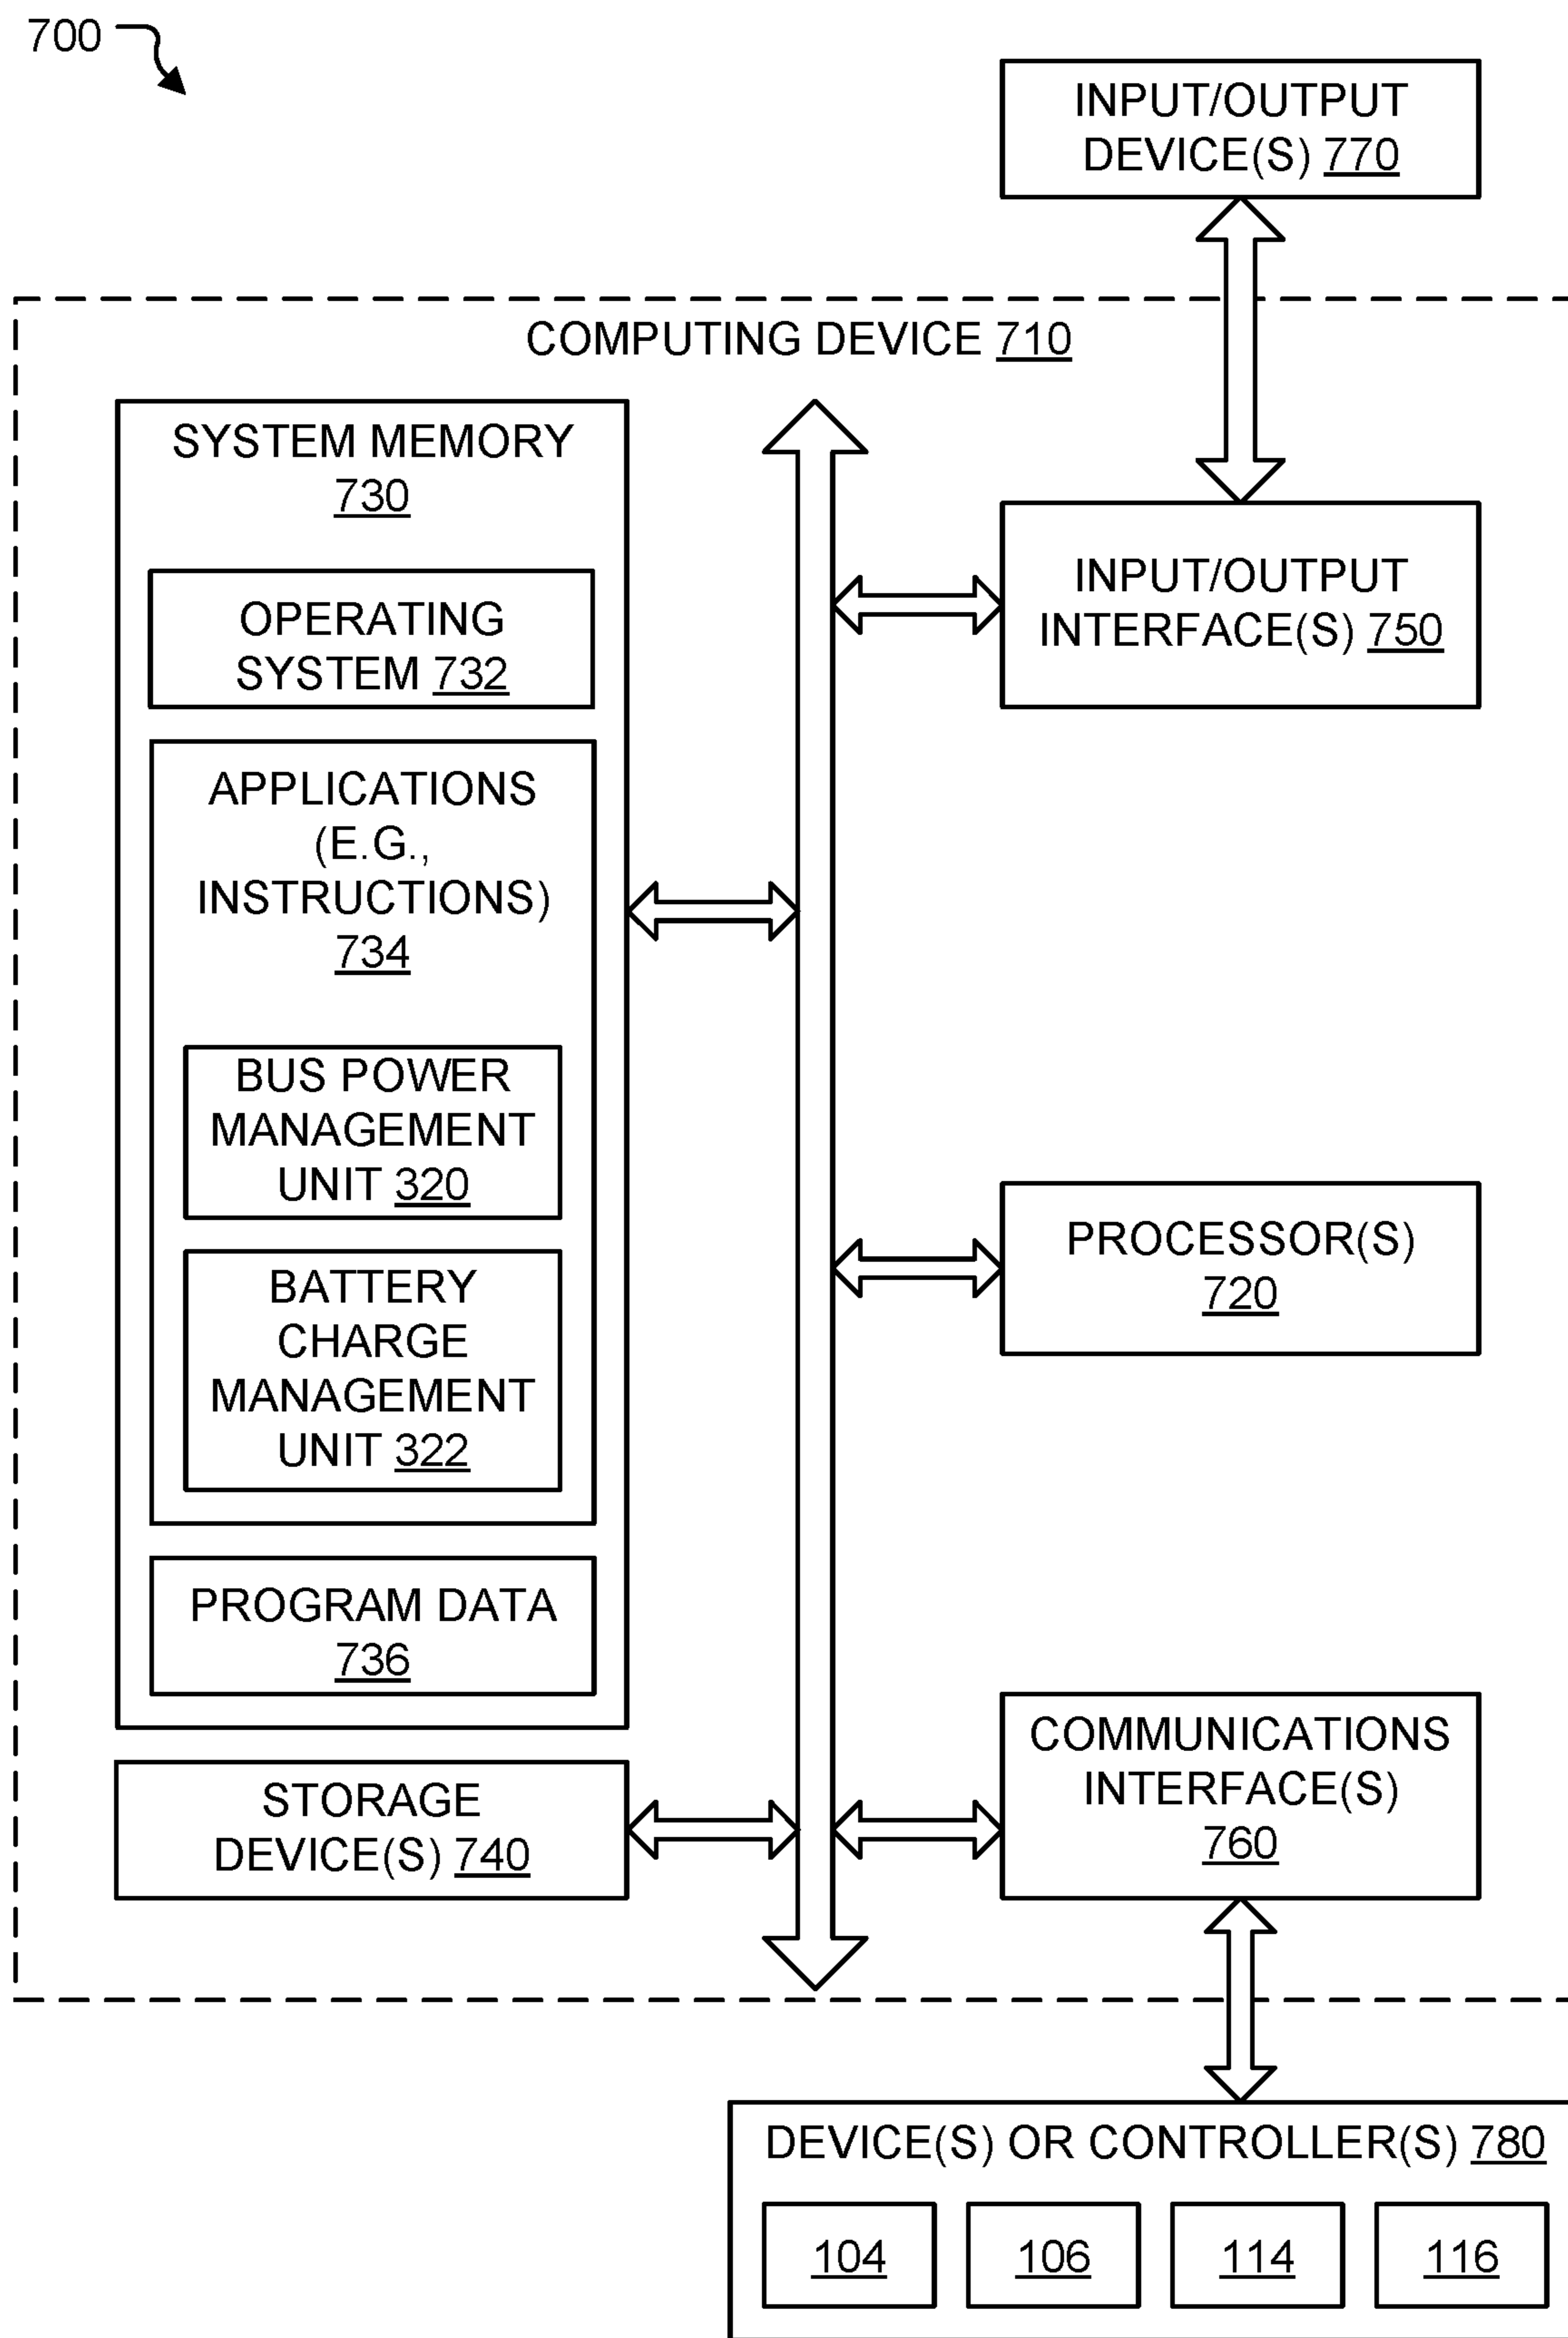 700
INPUT/OUTPUT
DEVICE(S) 770
COMPUTING DEVICE 710
SYSTEM MEMORY
730
OPERATING
SYSTEM 732
APPLICATIONS
(E.G.,
INSTRUCTIONS)
734
BUS POWER
MANAGEMENT
UNIT 320
BATTERY
CHARGE
MANAGEMENT
UNIT 322
PROGRAM DATA
736
STORAGE
DEVICE(S) 740
INPUT/OUTPUT
INTERFACE(S) 750
PROCESSOR(S)
720
COMMUNICATIONS
INTERFACE(S)
760
DEVICE(S) OR CONTROLLER(S) 780
104 106 114 116